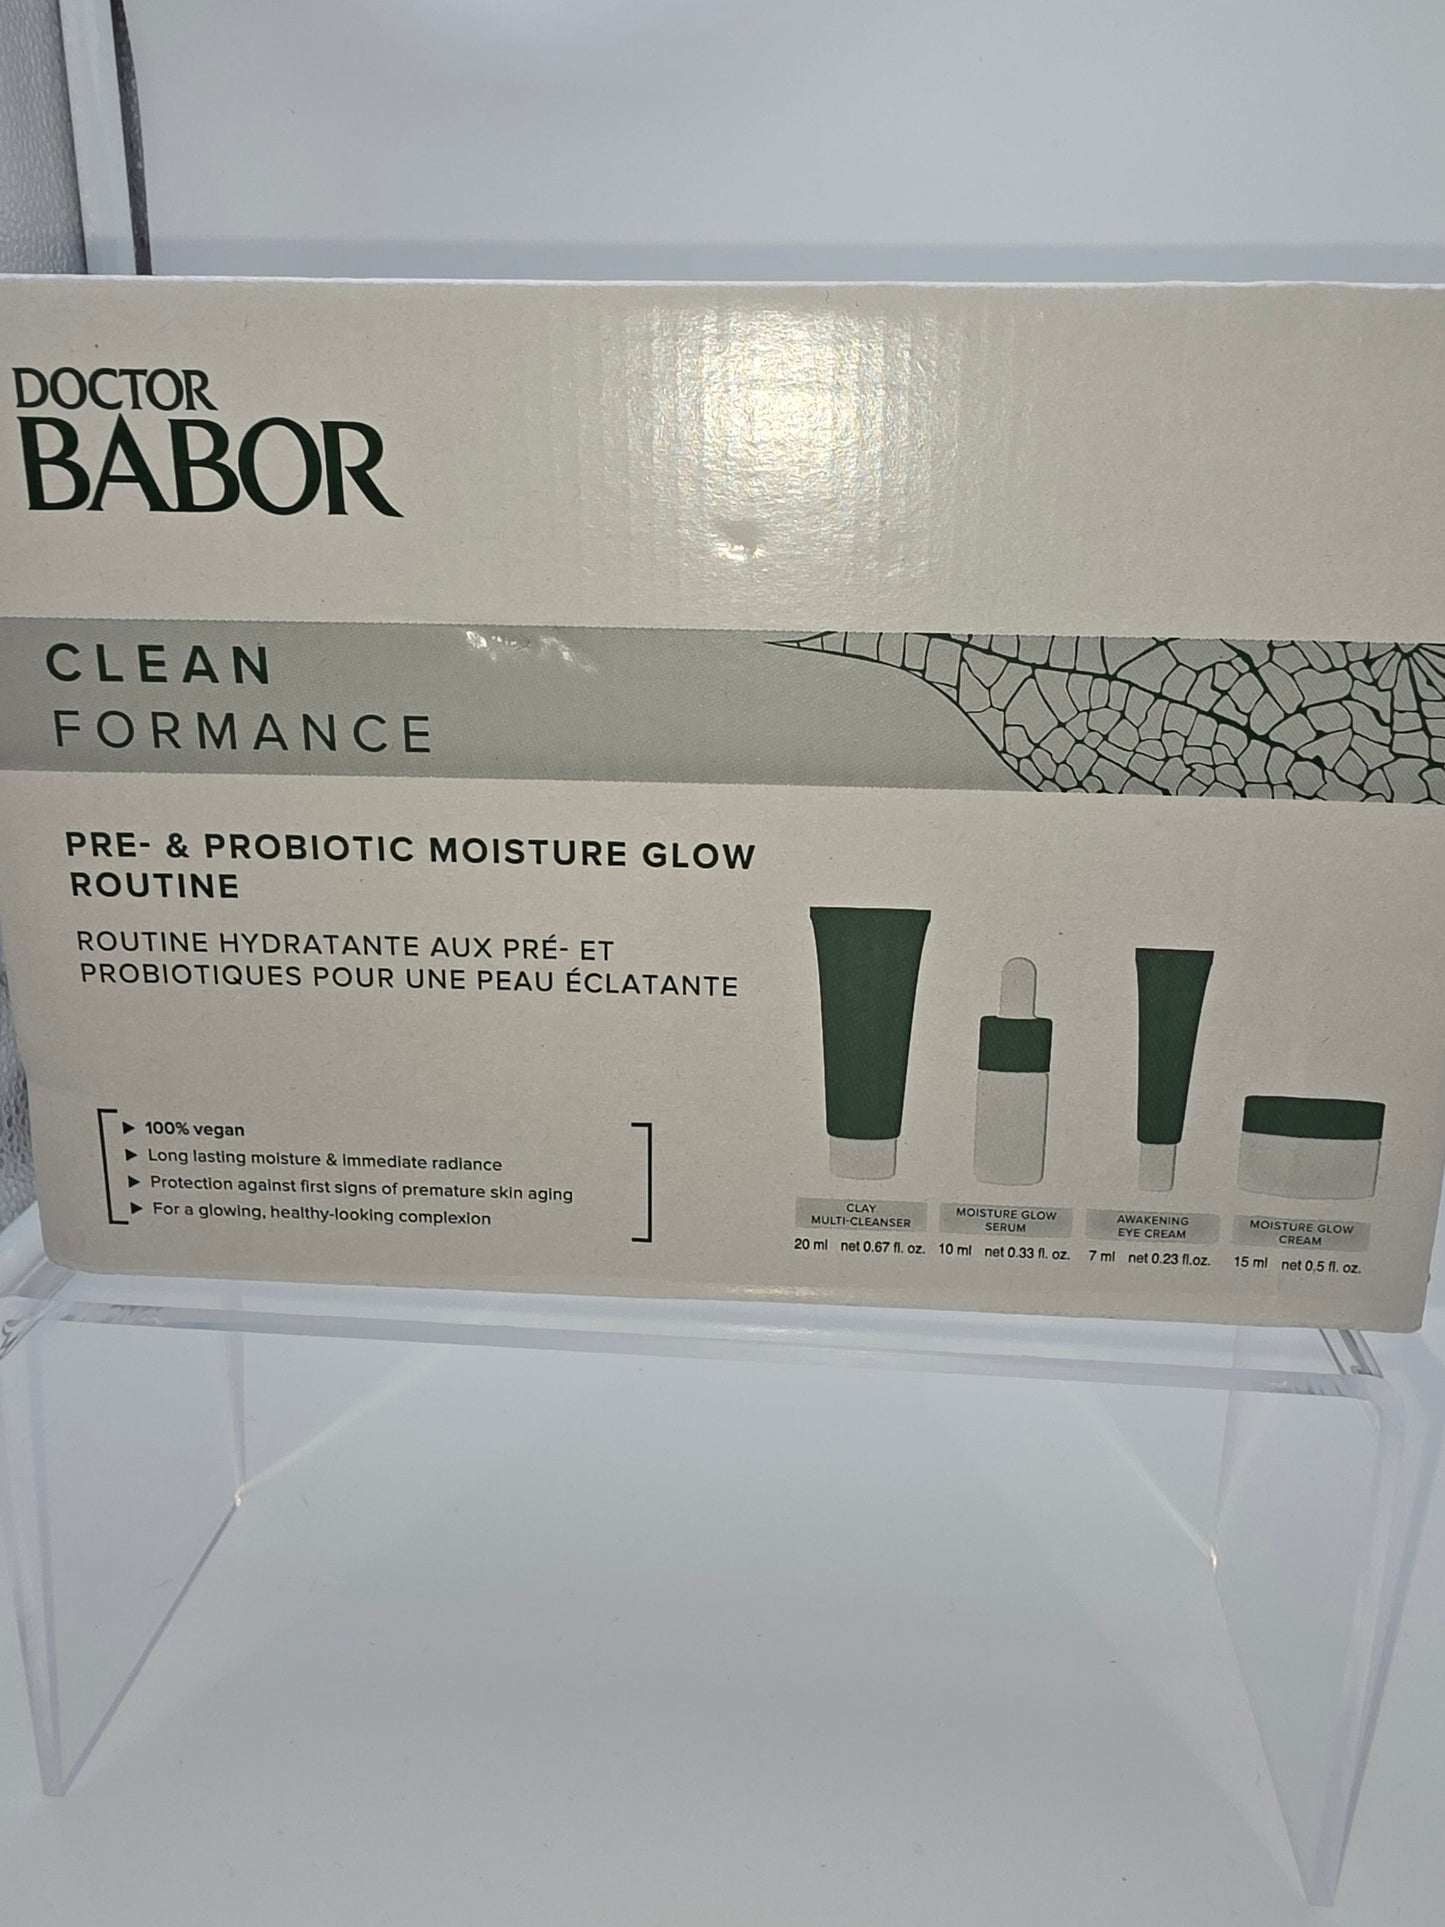 DOCTOR
BABOR
CLEAN
FORMANCE
PRE- & PROBIOTIC MOISTURE GLOW
ROUTINE
ROUTINE HYDRATANTE AUX PRÉ- ET
PROBIOTIQUES POUR UNE PEAU ÉCLATANTE
► 100% vegan
► Long lasting moisture & immediate radiance
► Protection against first signs of premature skin aging
► For a glowing, healthy-looking complexion
CLAY
MULTI-CLEANSER
20 ml net 0.67 fl. oz.
MOISTURE GLOW
SERUM
10 ml net 0.33 fl. oz.
AWAKENING
EYE CREAM
7 ml net 0.23 fl.oz.
MOISTURE GLOW
CREAM
15 ml net 0.5 fl. oz.